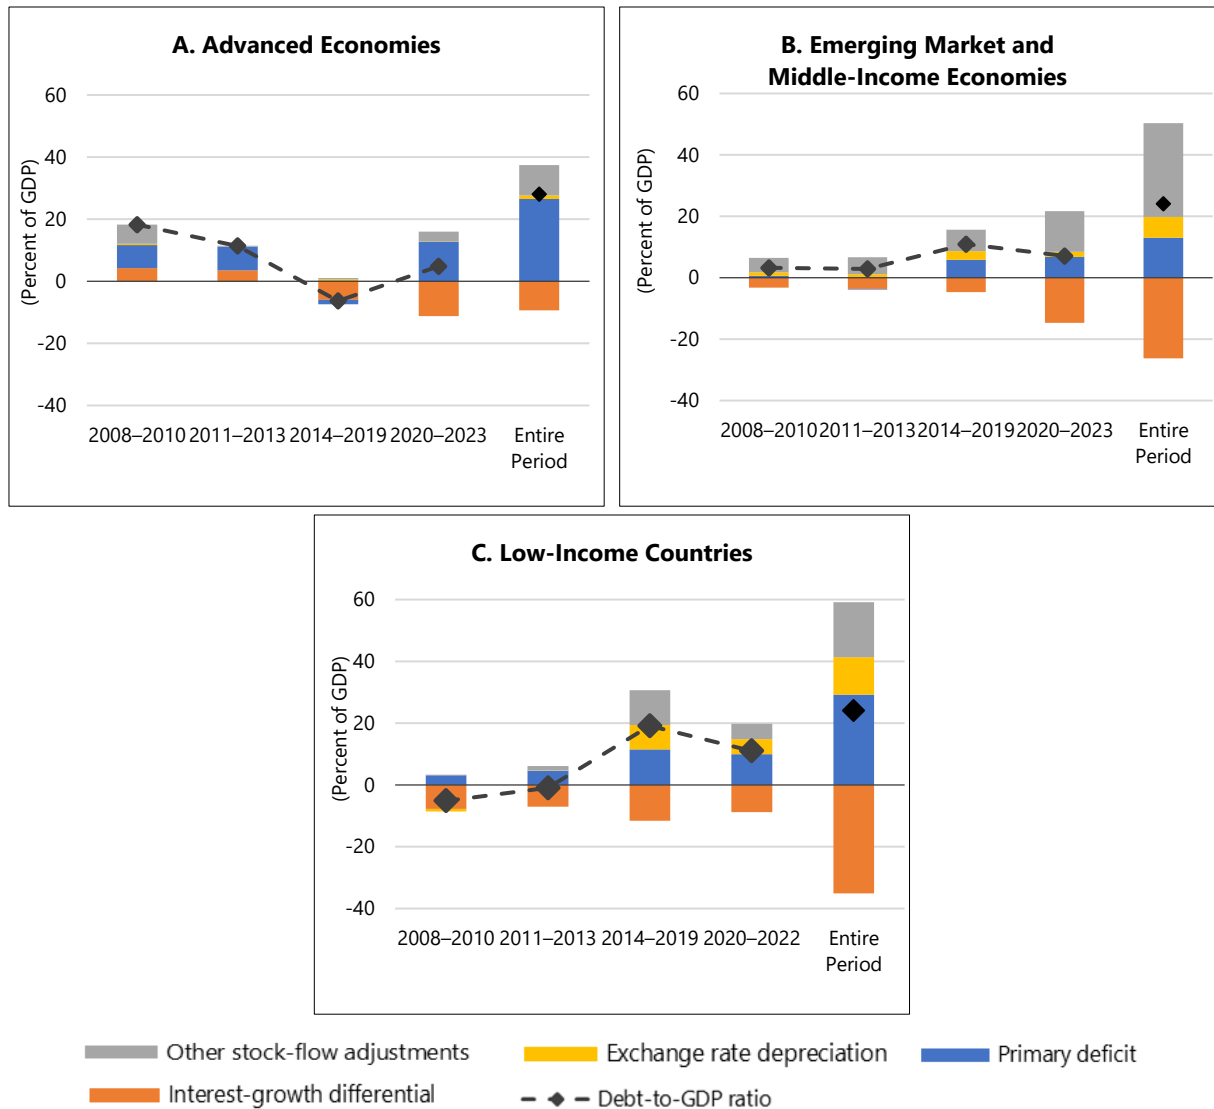 A. Advanced Economies
(Percent of GDP)
60
40
20
0
-20
-40
2008–2010 2011–2013 2014–2019 2020–2023 Entire
Period
B. Emerging Market and
Middle-Income Economies
(Percent of GDP)
60
40
20
0
-20
-40
2008–2010 2011–2013 2014–2019 2020–2023 Entire
Period
C. Low-Income Countries
(Percent of GDP)
60
40
20
0
-20
-40
2008–2010 2011–2013 2014–2019 2020–2022 Entire
Period
Other stock-flow adjustments Exchange rate depreciation Primary deficit
Interest-growth differential Debt-to-GDP ratio